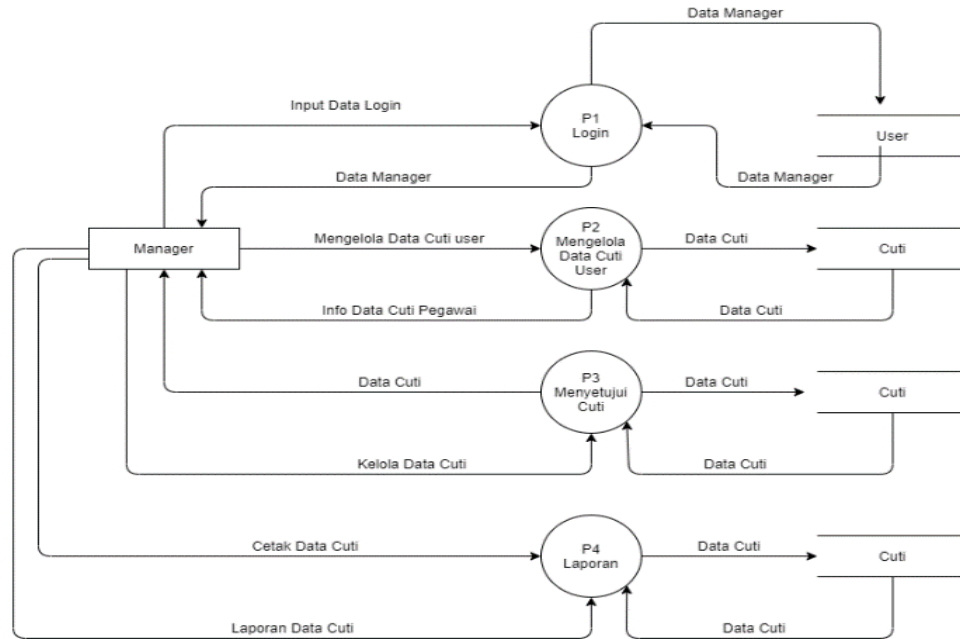 Data Manager
Input Data Login
P1
Login
User
Data Manager
Data Manager
Manager
Mengelola Data Cuti user
P2
Mengelola
Data Cuti
User
Data Cuti
Cuti
Info Data Cuti Pegawai
Data Cuti
Data Cuti
P3
Menyetujui
Cuti
Data Cuti
Cuti
Kelola Data Cuti
Data Cuti
Cetak Data Cuti
P4
Laporan
Data Cuti
Cuti
Laporan Data Cuti
Data Cuti